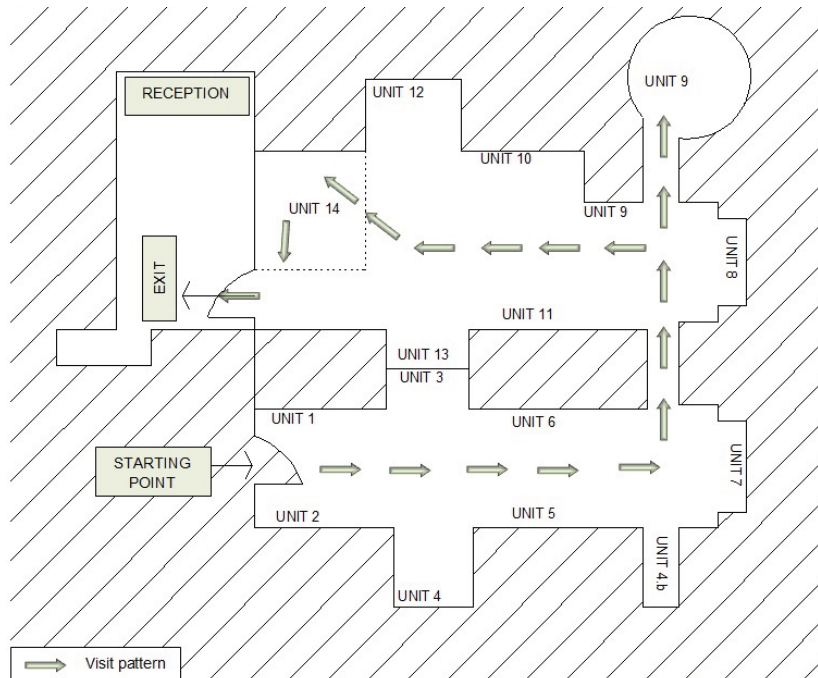 RECEPTION
UNIT 12
UNIT 9
UNIT 10
UNIT 14
UNIT 9
UNIT 8
EXIT
UNIT 11
UNIT 13
UNIT 3
UNIT 1
UNIT 6
STARTING
POINT
UNIT 7
UNIT 2
UNIT 5
UNIT 4
UNIT 4.b
Visit pattern